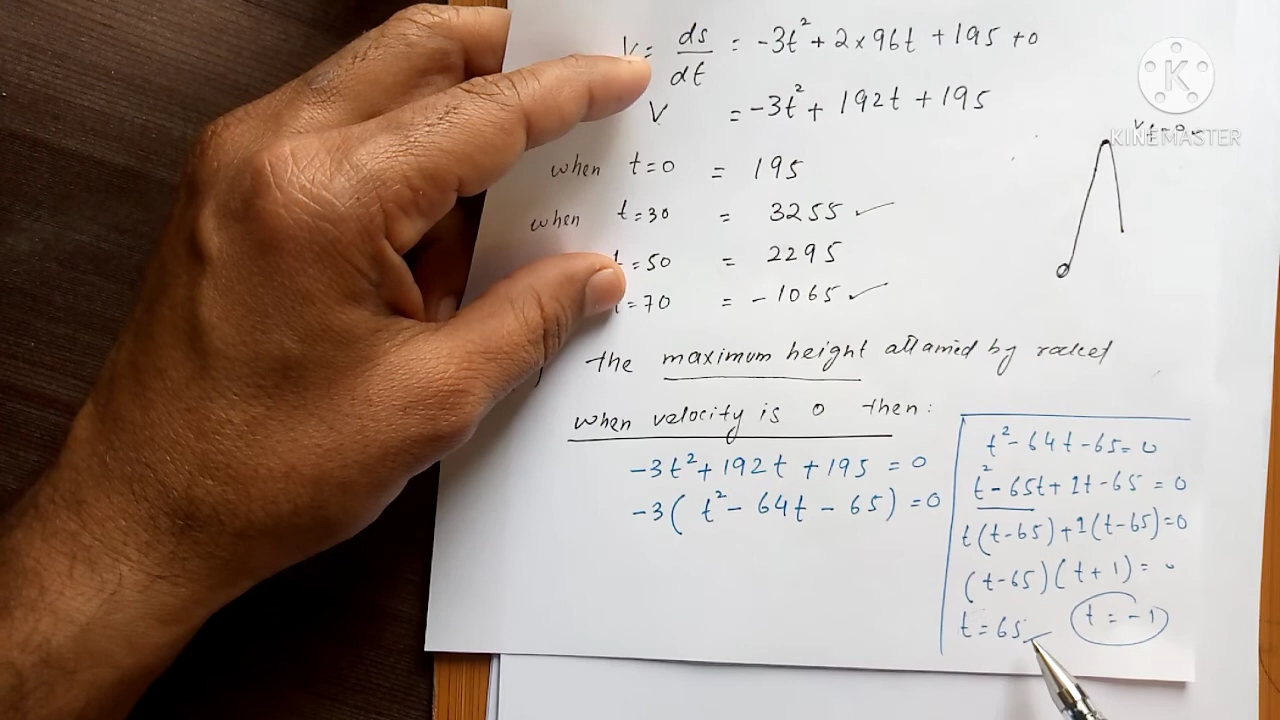 V = ds/dt = -3t² + 2×96t + 195 + 0
V = -3t² + 192t + 195
when t=0 = 195
when t=30 = 3255 ✓
t=50 = 2295
t=70 = -1065 ✓
the maximum height attained by rocket
when velocity is 0 then:
-3t² + 192t + 195 = 0
-3(t² - 64t - 65) = 0
t² - 64t - 65 = 0
t² - 65t + 1t - 65 = 0
t(t-65) + 1(t-65) = 0
(t-65)(t+1) = 0
t = 65 t = -1
K
KINEMASTER